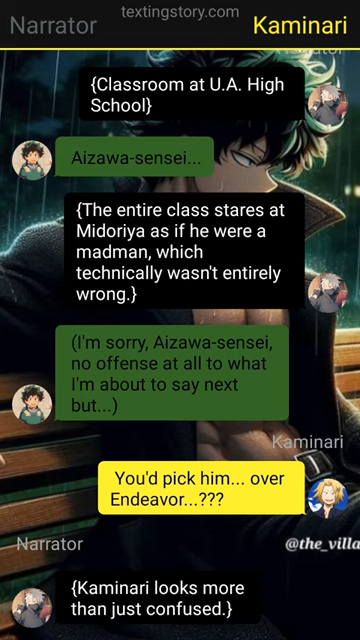 textingstory.com
Narrator
Kaminari
Narrator
{Classroom at U.A. High
School}
Aizawa-sensei...
{The entire class stares at
Midoriya as if he were a
madman, which
technically wasn't entirely
wrong.}
(I'm sorry, Aizawa-sensei,
no offense at all to what
I'm about to say next
but...)
Kaminari
You'd pick him... over
Endeavor...???
Narrator
@the_villa
{Kaminari looks more
than just confused.}